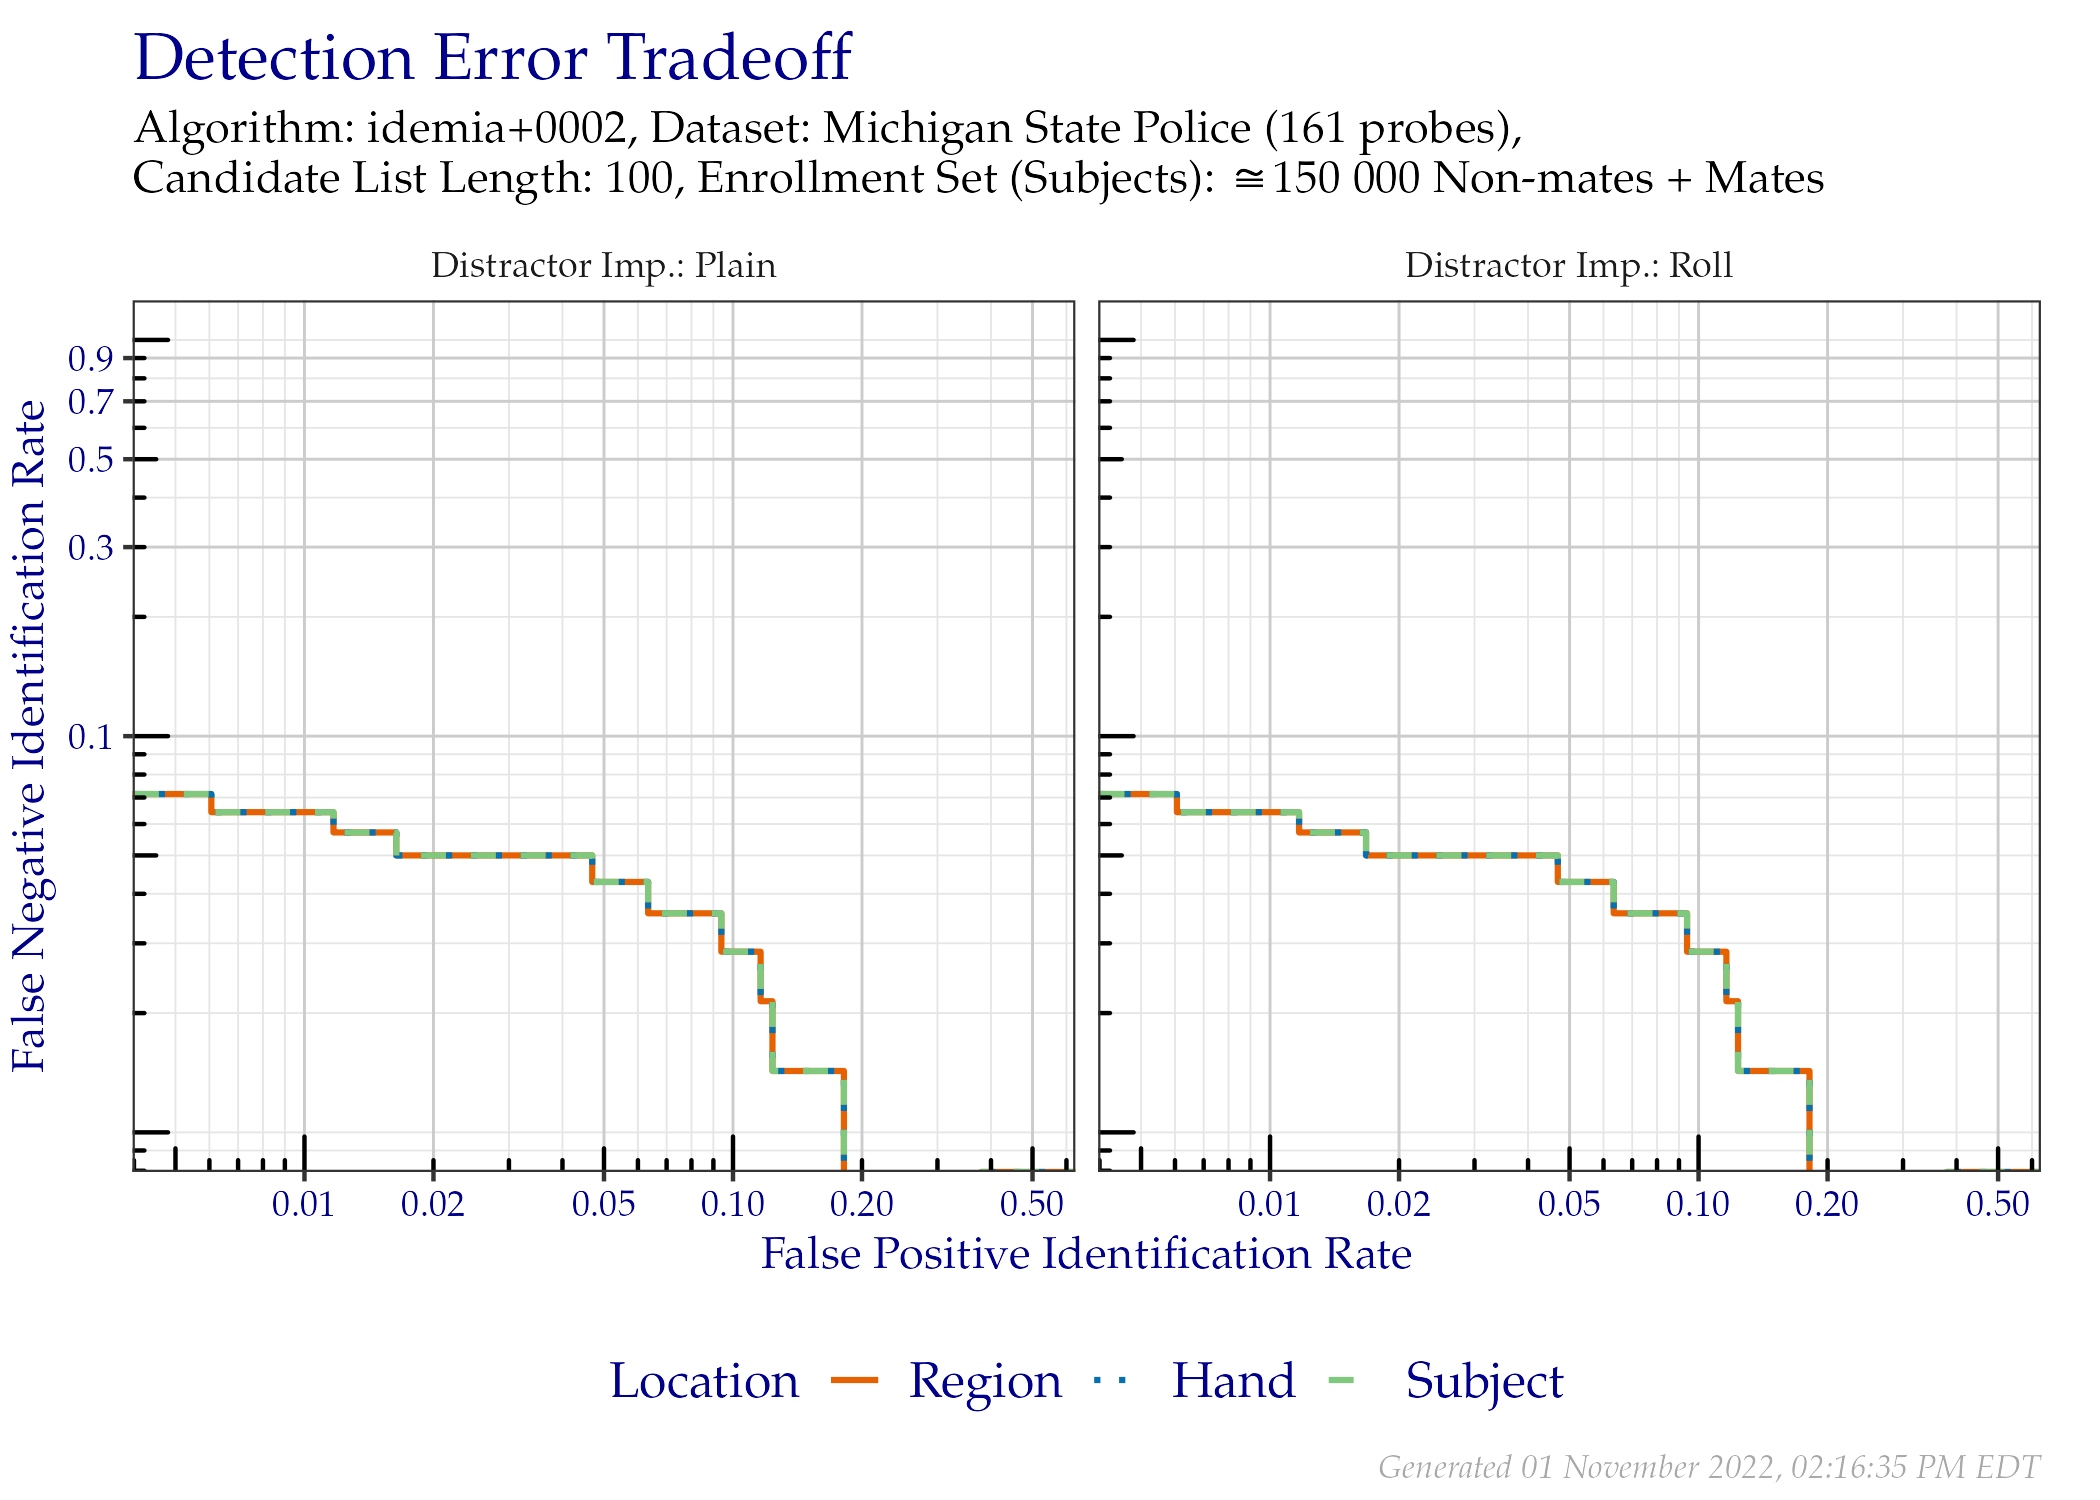 Detection Error Tradeoff
Algorithm: idemia+0002, Dataset: Michigan State Police (161 probes),
Candidate List Length: 100, Enrollment Set (Subjects): ≅150 000 Non-mates + Mates
Distractor Imp.: Plain
Distractor Imp.: Roll
False Negative Identification Rate
0.9
0.7
0.5
0.3
0.1
0.01 0.02 0.05 0.10 0.20 0.50
0.01 0.02 0.05 0.10 0.20 0.50
False Positive Identification Rate
Location Region Hand Subject
Generated 01 November 2022, 02:16:35 PM EDT